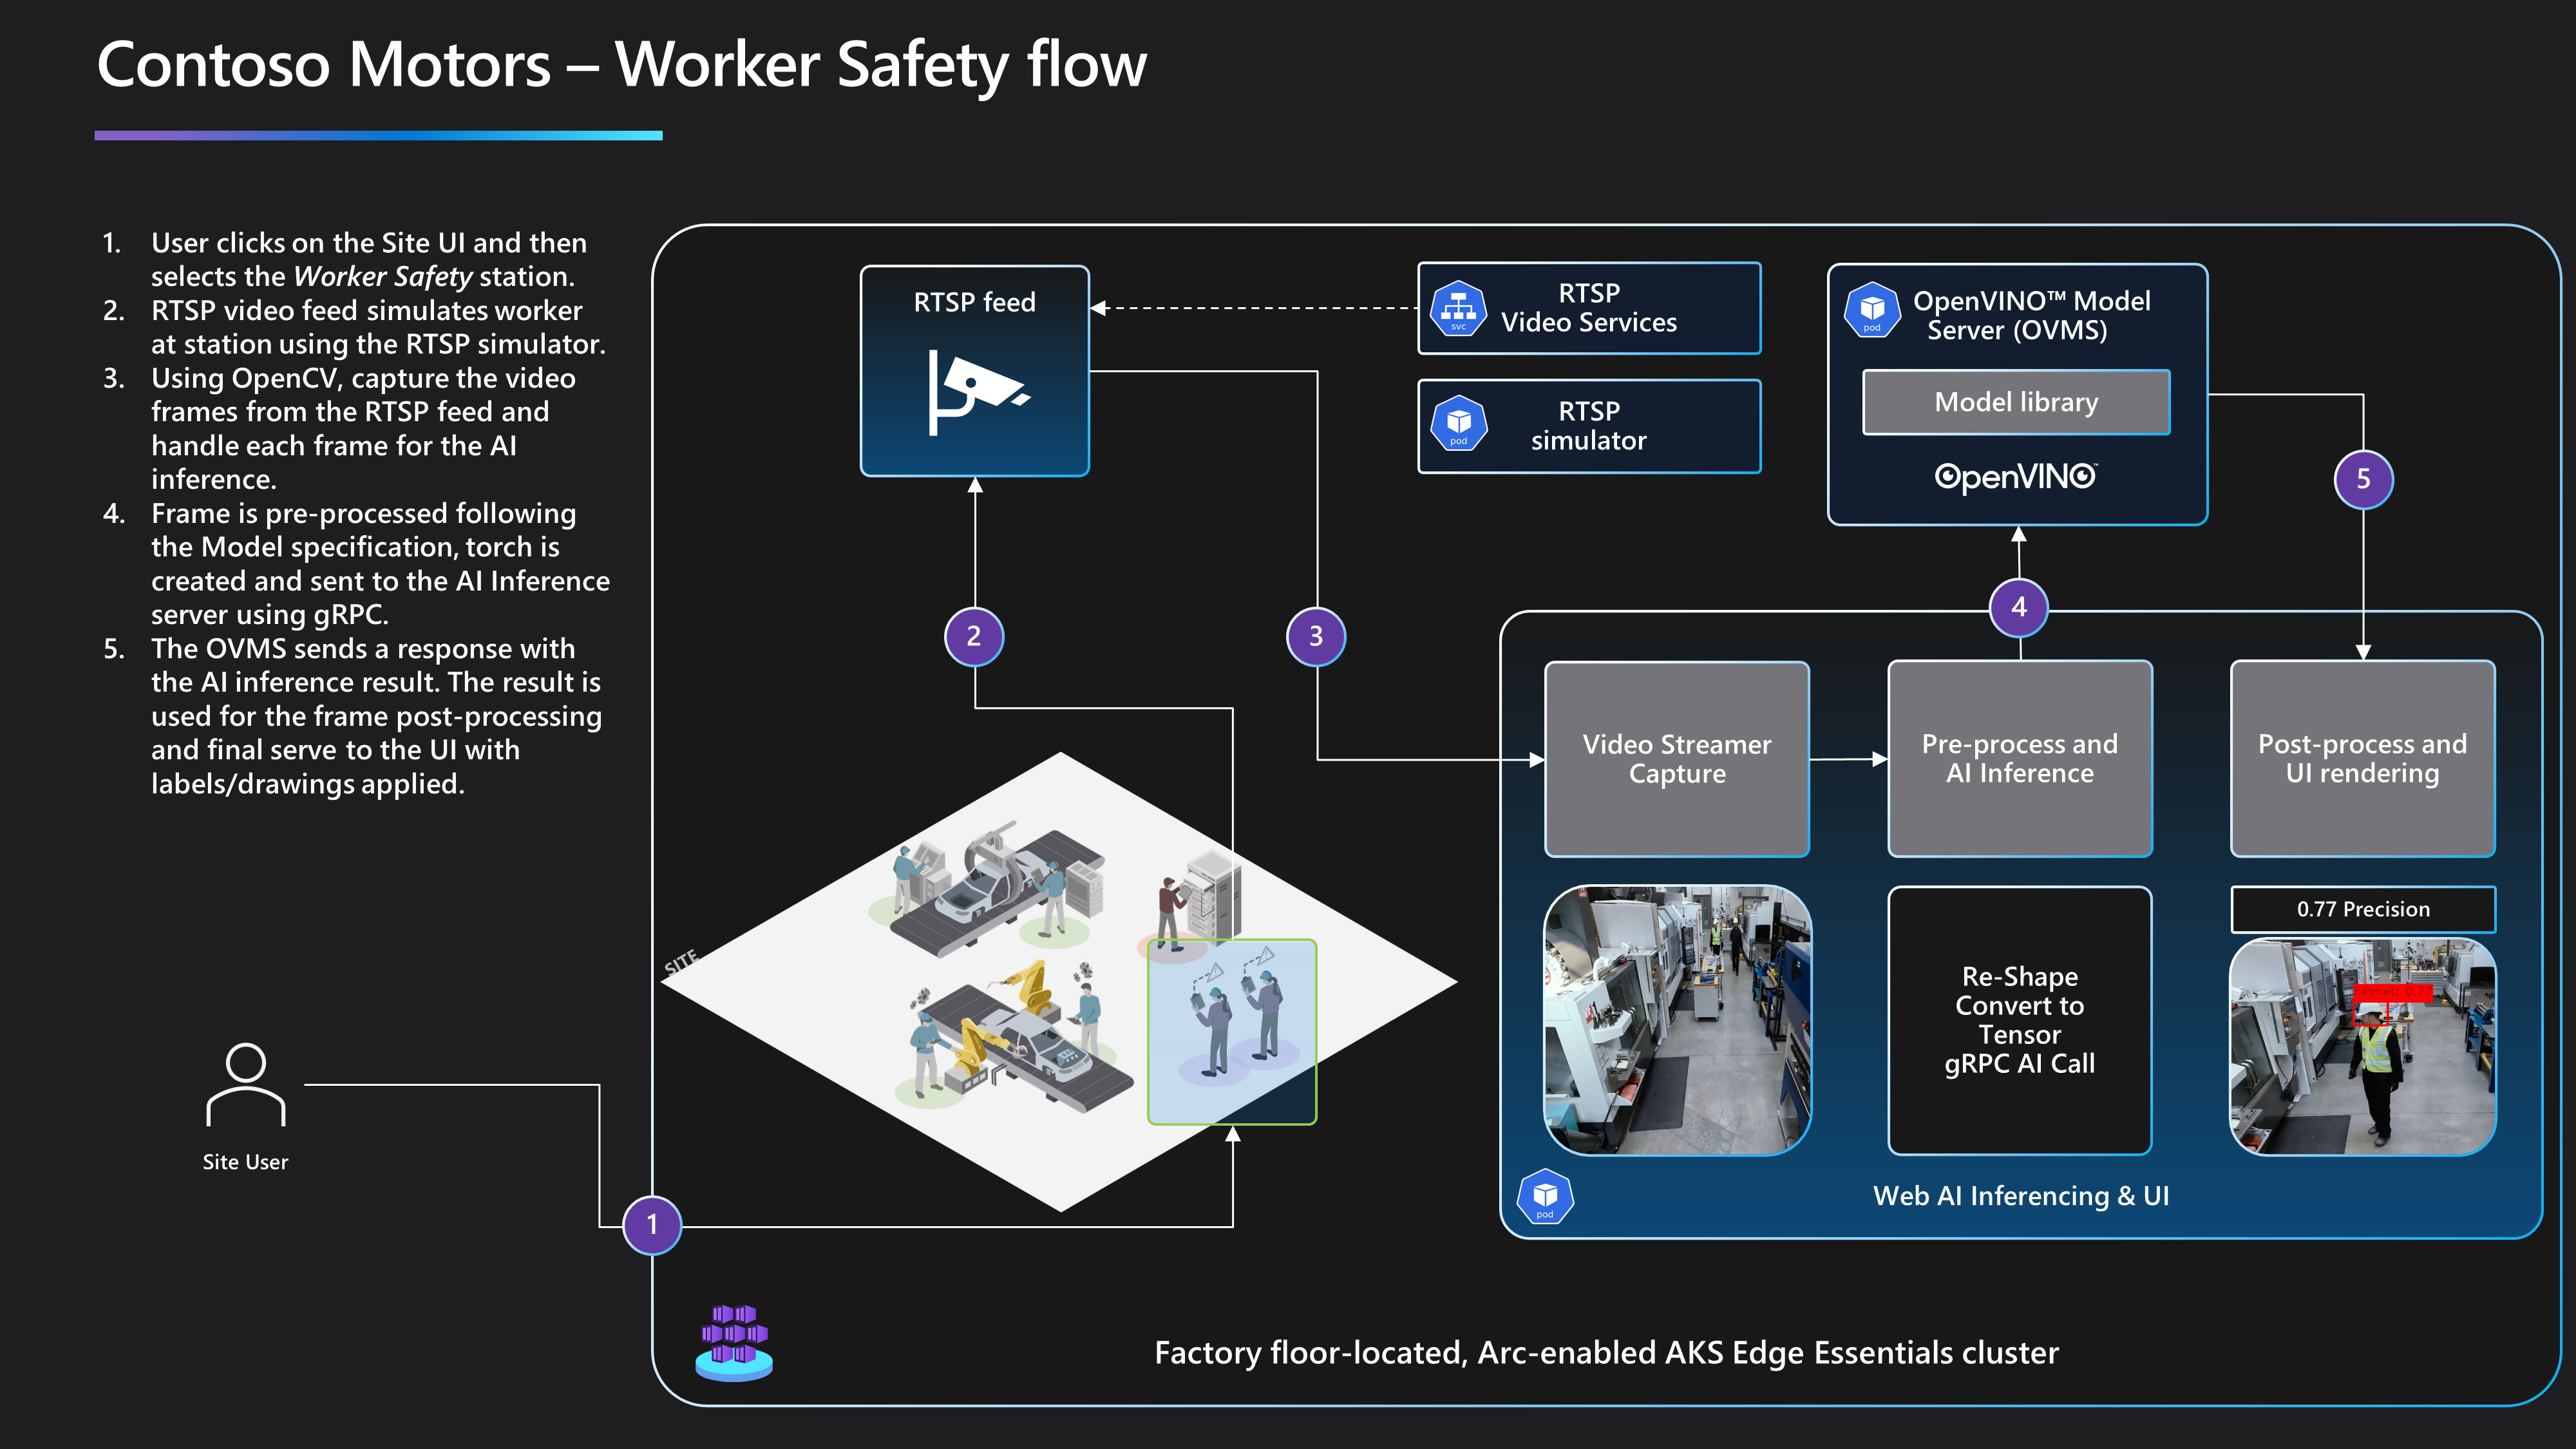 Contoso Motors – Worker Safety flow
1. User clicks on the Site UI and then
selects the Worker Safety station.
2. RTSP video feed simulates worker
at station using the RTSP simulator.
3. Using OpenCV, capture the video
frames from the RTSP feed and
handle each frame for the AI
inference.
4. Frame is pre-processed following
the Model specification, torch is
created and sent to the AI Inference
server using gRPC.
5. The OVMS sends a response with
the AI inference result. The result is
used for the frame post-processing
and final serve to the UI with
labels/drawings applied.
RTSP feed
svc
RTSP
Video Services
pod
RTSP
simulator
pod
OpenVINO™ Model
Server (OVMS)
Model library
OpenVINO™
5
4
2
3
Video Streamer
Capture
Pre-process and
AI Inference
Post-process and
UI rendering
0.77 Precision
helmet: 0.77
Re-Shape
Convert to
Tensor
gRPC AI Call
pod
Web AI Inferencing & UI
SITE
Site User
1
Factory floor-located, Arc-enabled AKS Edge Essentials cluster